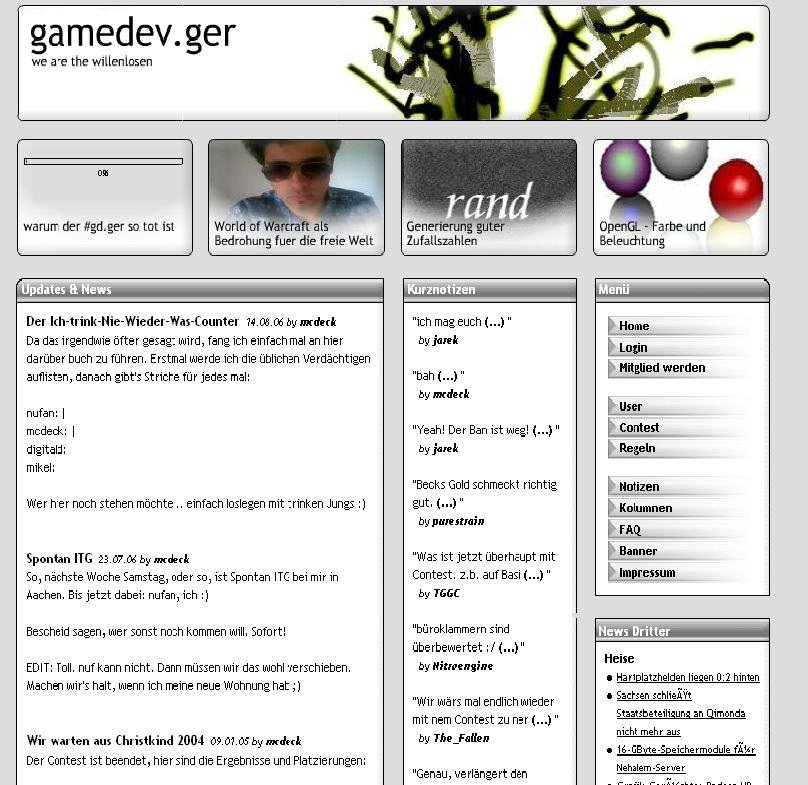 gamedev.ger
we are the willenlosen
0%
warum der #gd.ger so tot ist
World of Warcraft als
Bedrohung fuer die freie Welt
rand
Generierung guter
Zufallszahlen
OpenGL - Farbe und
Beleuchtung
Updates & News
Der Ich-trink-Nie-Wieder-Was-Counter 14.08.06 by mcdeck
Da das irgendwie öfter gesagt wird, fang ich einfach mal an hier
darüber buch zu führen. Erstmal werde ich die üblichen Verdächtigen
auflisten, danach gibt's Striche für jedes mal:
nufan: |
mcdeck: |
digitald:
mikel:
Wer hier noch stehen möchte .. einfach loslegen mit trinken Jungs :)
Spontan ITG 23.07.06 by mcdeck
So, nächste Woche Samstag, oder so, ist Spontan ITG bei mir in
Aachen. Bis jetzt dabei: nufan, ich :)
Bescheid sagen, wer sonst noch kommen will. Sofort!
EDIT: Toll. nuf kann nicht. Dann müssen wir das wohl verschieben.
Machen wir's halt, wenn ich meine neue Wohnung hab ;)
Wir warten aus Christkind 2004 09.01.05 by mcdeck
Der Contest ist beendet, hier sind die Ergebnisse und Platzierungen:
Kurznotizen
"ich mag euch (...) "
by jarek
"bah (...) "
by mcdeck
"Yeah! Der Ban ist weg! (...) "
by jarek
"Becks Gold schmeckt richtig
gut. (...) "
by purestrain
"Was ist jetzt überhaupt mit
Contest. z.b. auf Basi (...) "
by TGGC
"büroklammern sind
überbewertet :/ (...) "
by Nitroengine
"Wir wärs mal endlich wieder
mit nem Contest zu ner (...) "
by The_Fallen
"Genau, verlängert den
Menü
Home
Login
Mitglied werden
User
Contest
Regeln
Notizen
Kolumnen
FAQ
Banner
Impressum
News Dritter
Heise
Hartplatzhelden liegen 0:2 hinten
Sachsen schlieÃŸt
Staatsbeteiligung an Qimonda
nicht mehr aus
16-GByte-Speichermodule fÃ¼r
Nehalem-Server